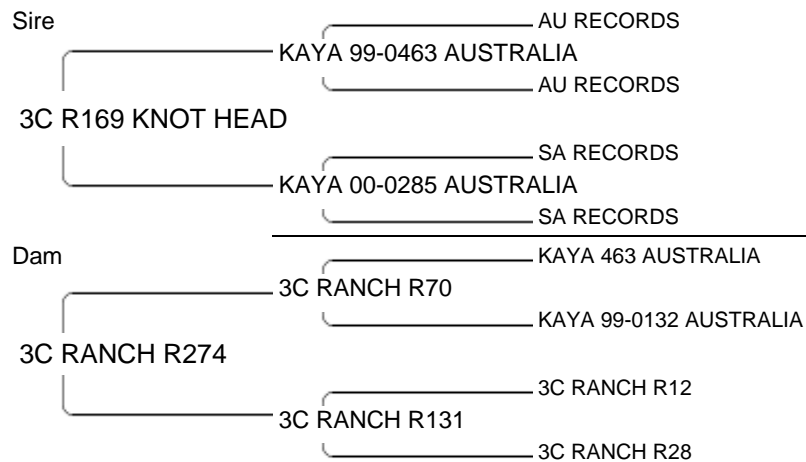 Sire
AU RECORDS
KAYA 99-0463 AUSTRALIA
AU RECORDS
3C R169 KNOT HEAD
SA RECORDS
KAYA 00-0285 AUSTRALIA
SA RECORDS
Dam
KAYA 463 AUSTRALIA
3C RANCH R70
KAYA 99-0132 AUSTRALIA
3C RANCH R274
3C RANCH R12
3C RANCH R131
3C RANCH R28